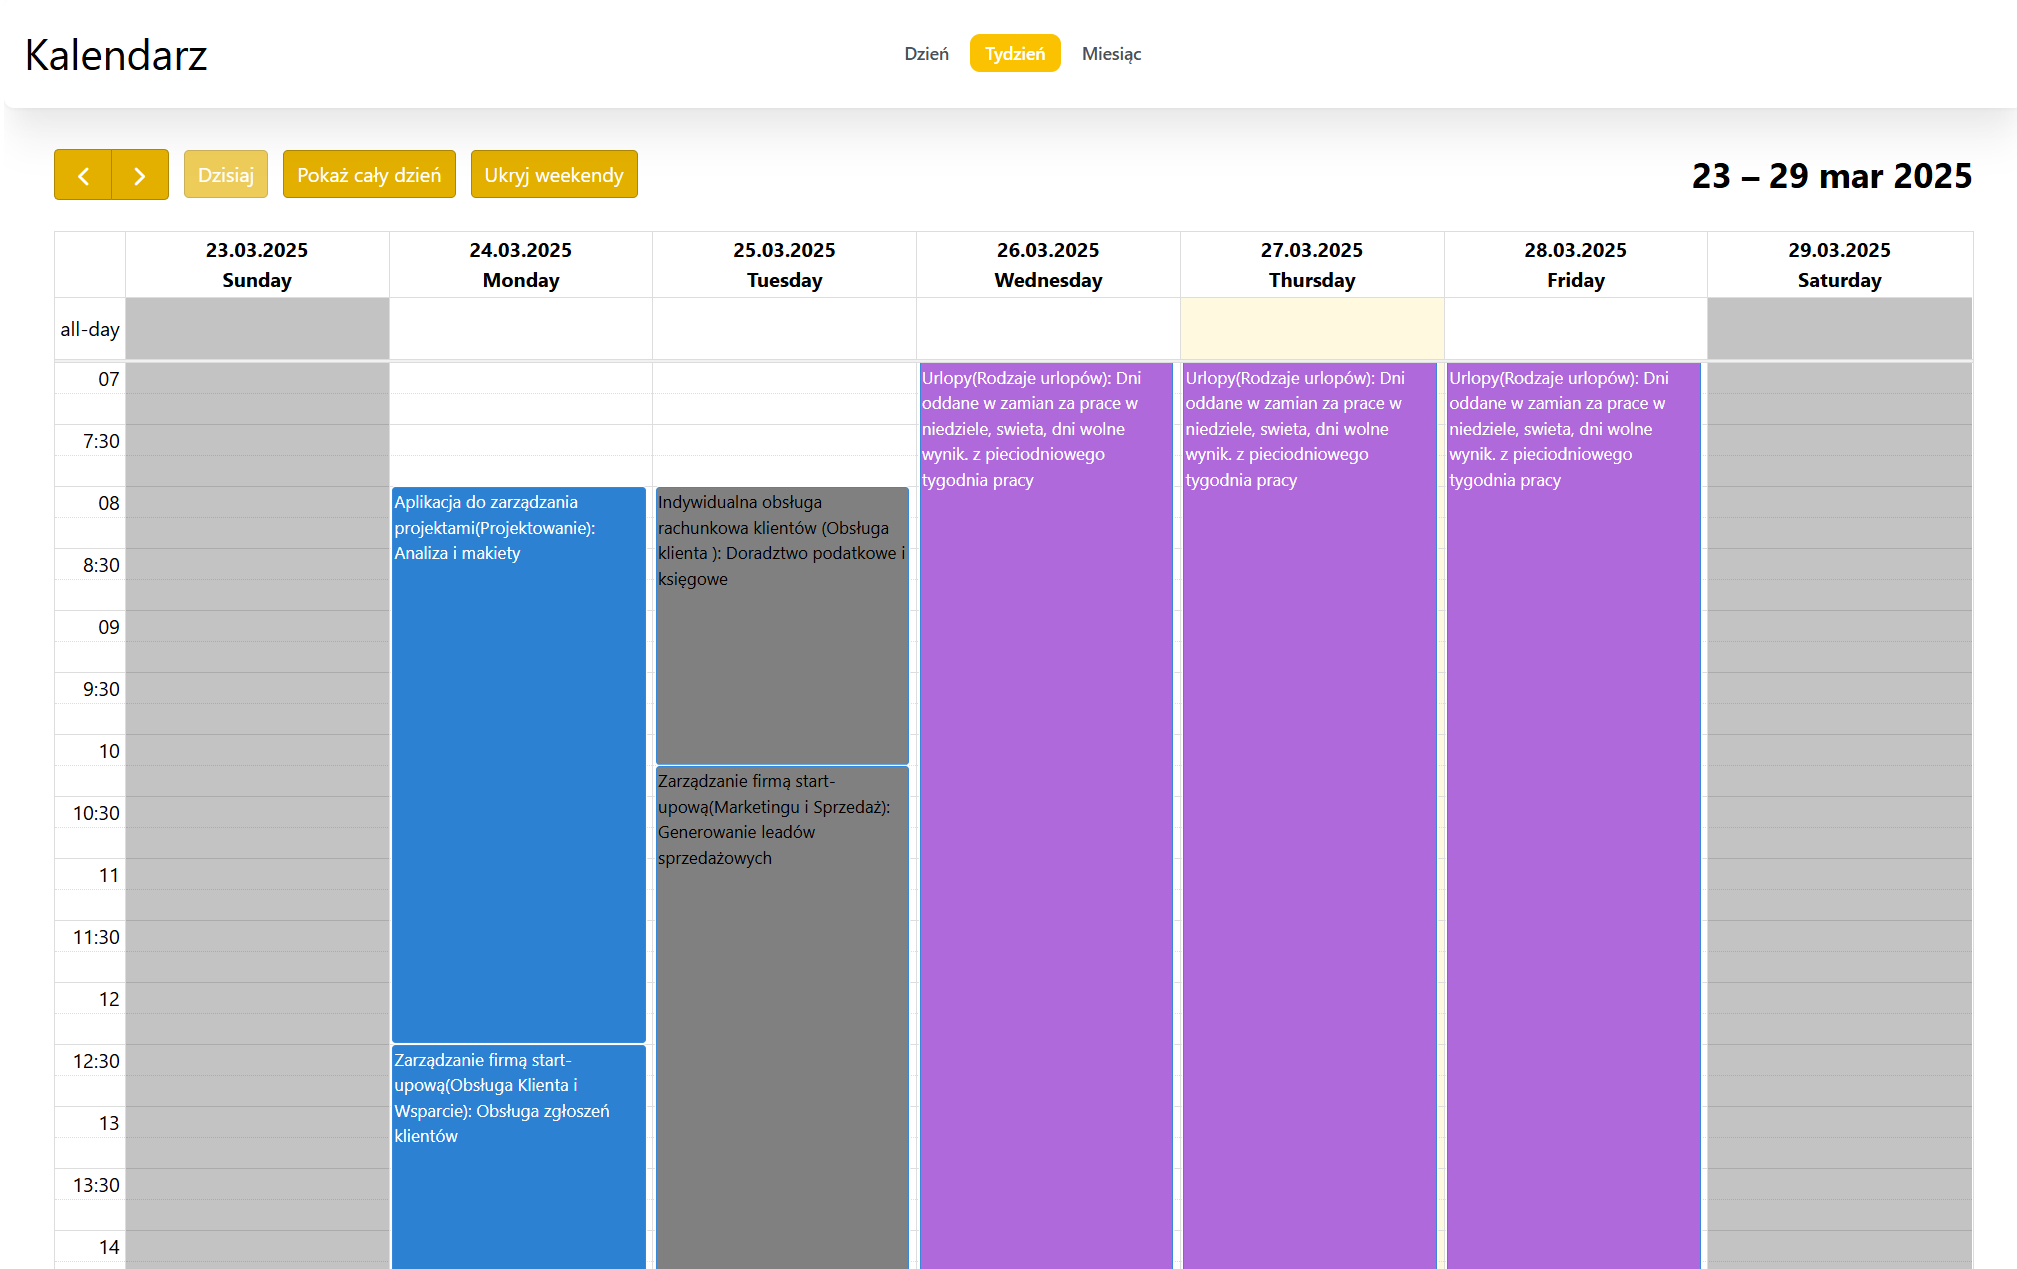 Kalendarz
Dzień Tydzień Miesiąc
Dzisiaj Pokaż cały dzień Ukryj weekendy
23 – 29 mar 2025
23.03.2025 24.03.2025 25.03.2025 26.03.2025 27.03.2025 28.03.2025 29.03.2025
Sunday Monday Tuesday Wednesday Thursday Friday Saturday
all-day
07
7:30
08
8:30
09
9:30
10
10:30
11
11:30
12
12:30
13
13:30
14
Aplikacja do zarządzania
projektami(Projektowanie):
Analiza i makiety
Zarządzanie firmą start-
upową(Obsługa Klienta i
Wsparcie): Obsługa zgłoszeń
klientów
Indywidualna obsługa
rachunkowa klientów (Obsługa
klienta ): Doradztwo podatkowe i
księgowe
Zarządzanie firmą start-
upową(Marketingu i Sprzedaż):
Generowanie leadów
sprzedażowych
Urlopy(Rodzaje urlopów): Dni
oddane w zamian za prace w
niedziele, swieta, dni wolne
wynik. z pieciodniowego
tygodnia pracy
Urlopy(Rodzaje urlopów): Dni
oddane w zamian za prace w
niedziele, swieta, dni wolne
wynik. z pieciodniowego
tygodnia pracy
Urlopy(Rodzaje urlopów): Dni
oddane w zamian za prace w
niedziele, swieta, dni wolne
wynik. z pieciodniowego
tygodnia pracy